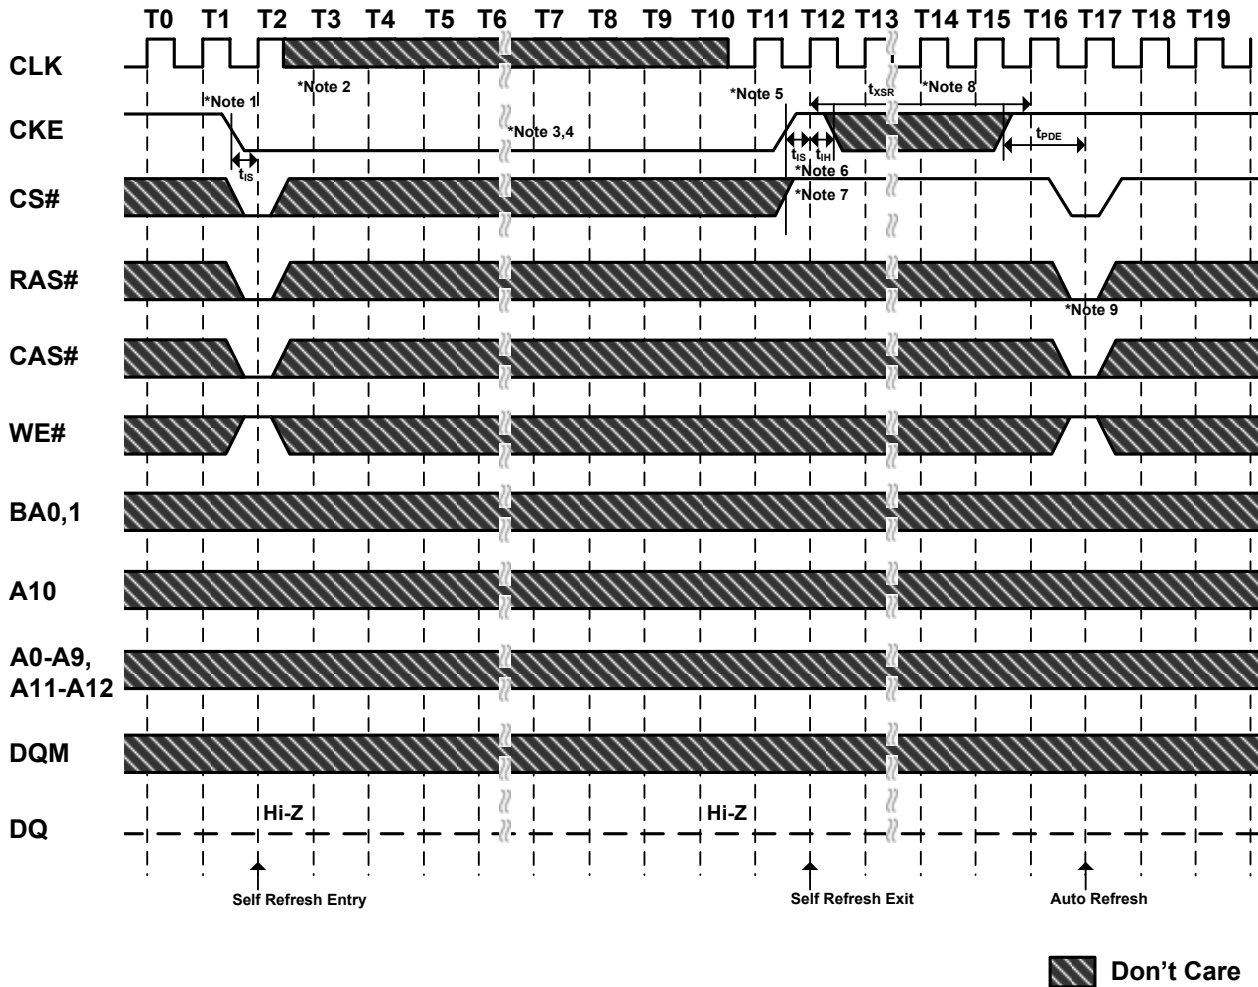 T0 T1 T2 T3 T4 T5 T6 T7 T8 T9 T10 T11 T12 T13 T14 T15 T16 T17 T18 T19
CLK
*Note 2
*Note 5
tXSR
*Note 8
*Note 1
CKE
*Note 3,4
tPDE
tIS
tIS
tIH
*Note 6
CS#
*Note 7
RAS#
*Note 9
CAS#
WE#
BA0,1
A10
A0-A9,
A11-A12
DQM
Hi-Z
Hi-Z
DQ
Self Refresh Entry
Self Refresh Exit
Auto Refresh
Don't Care